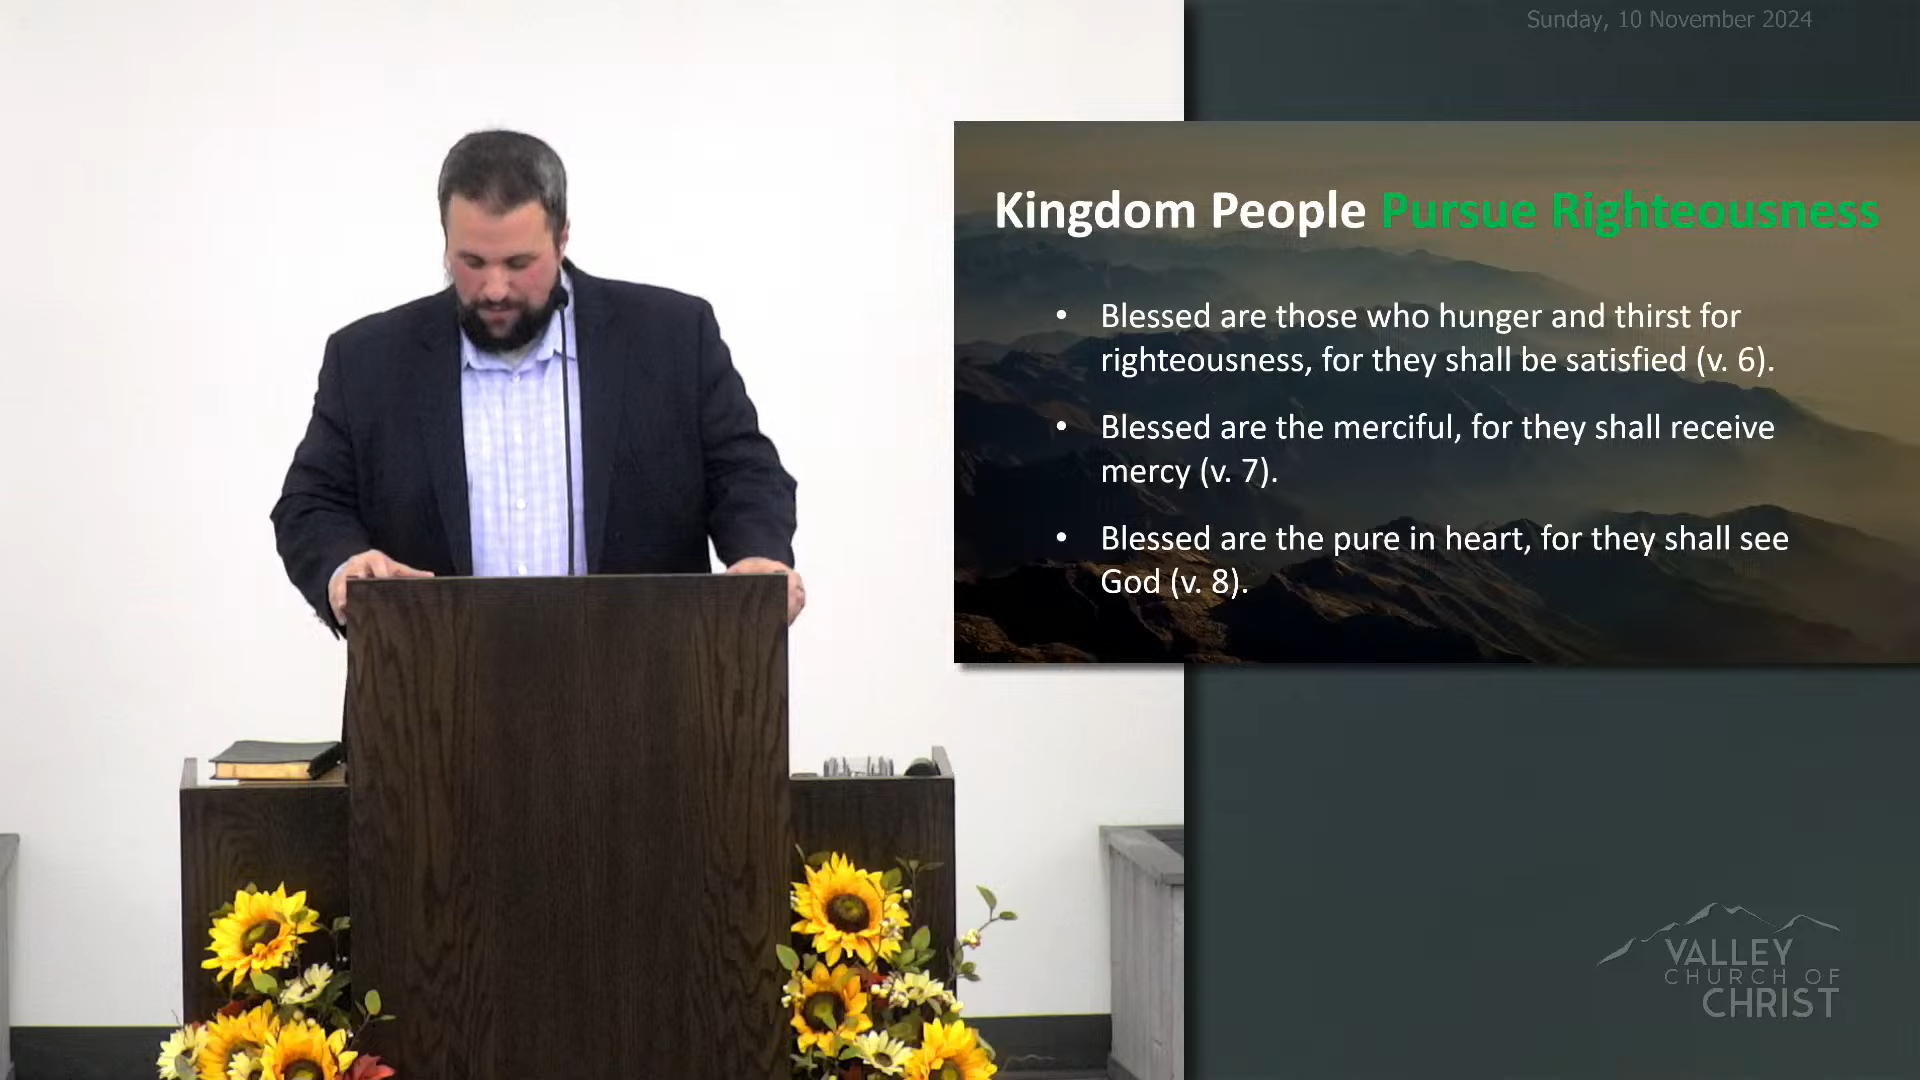 Sunday, 10 November 2024
Kingdom People Pursue Righteousness
• Blessed are those who hunger and thirst for
righteousness, for they shall be satisfied (v. 6).
• Blessed are the merciful, for they shall receive
mercy (v. 7).
• Blessed are the pure in heart, for they shall see
God (v. 8).
VALLEY
CHURCH OF
CHRIST